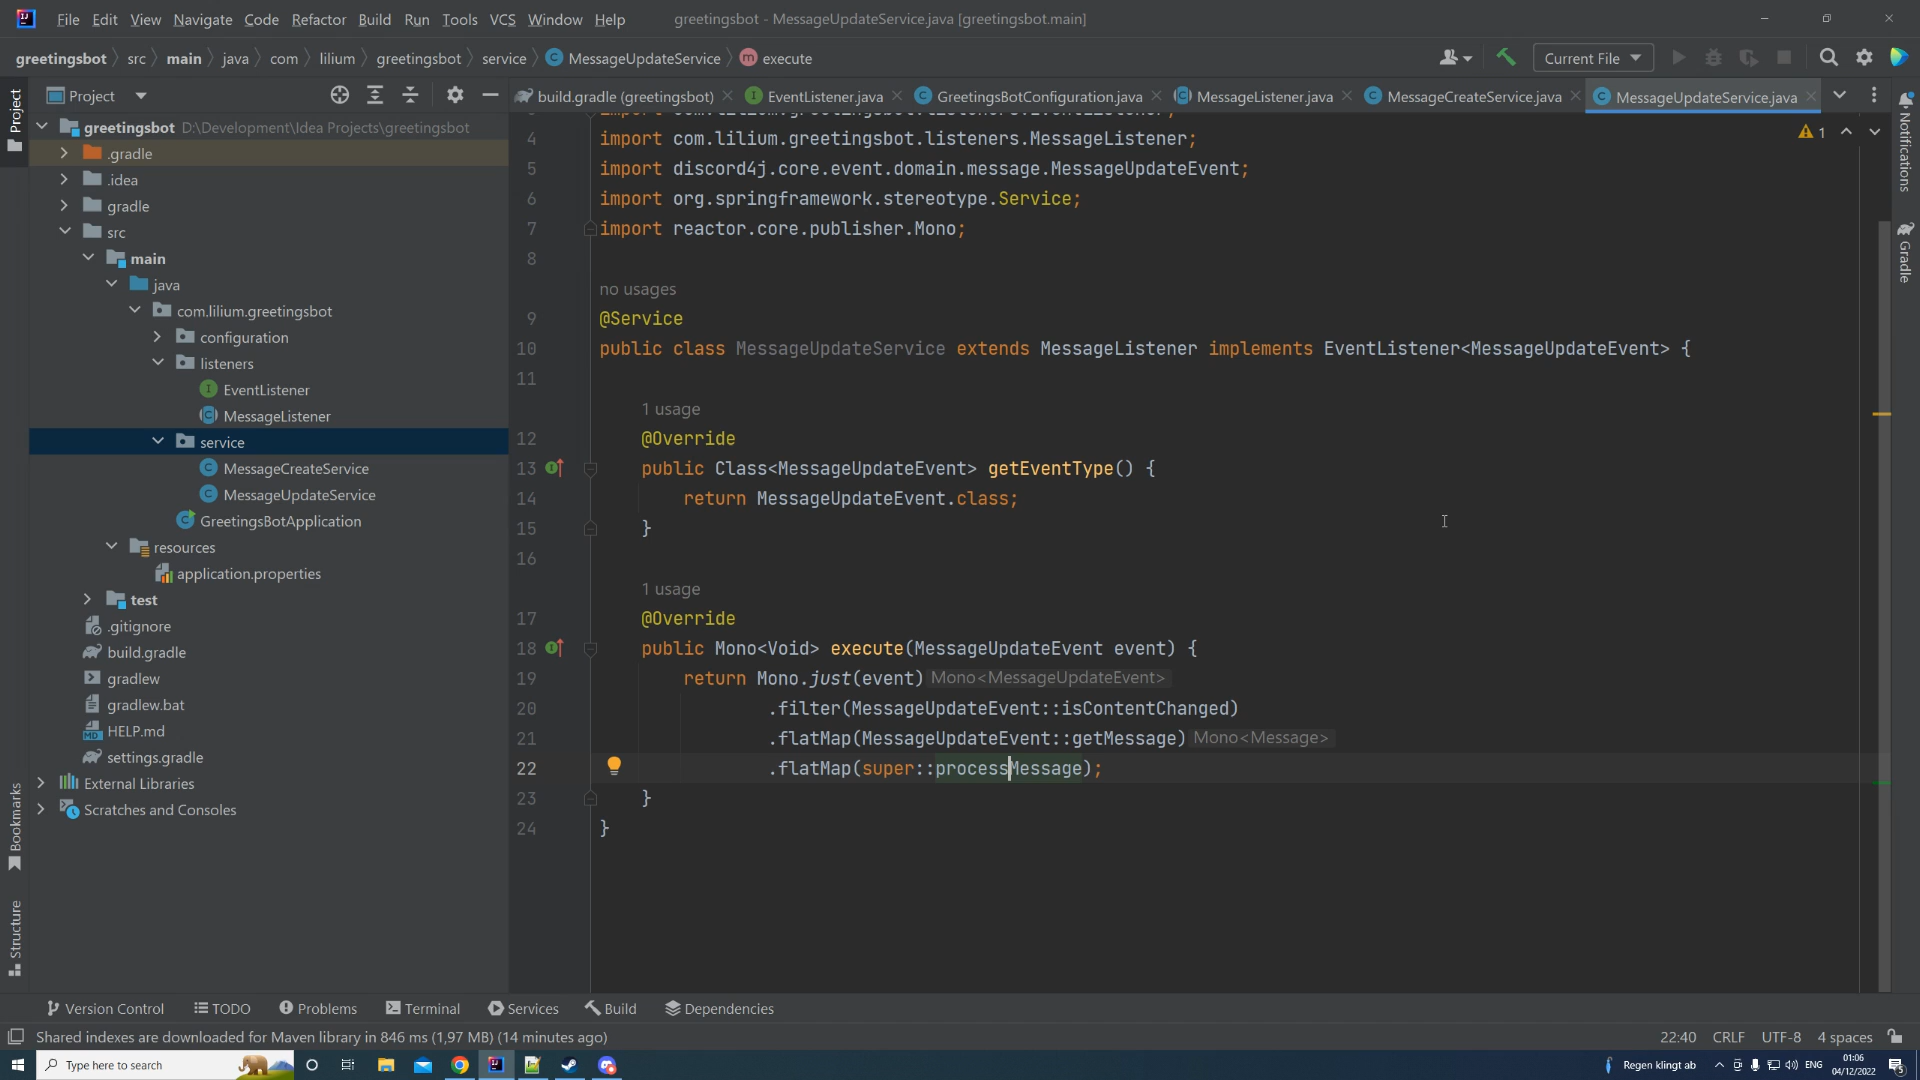 File Edit View Navigate Code Refactor Build Run Tools VCS Window Help greetingsbot - MessageUpdateService.java [greetingsbot.main]
greetingsbot src main java com lilium greetingsbot service MessageUpdateService execute Current File
Project
build.gradle (greetingsbot) EventListener.java GreetingsBotConfiguration.java MessageListener.java MessageCreateService.java MessageUpdateService.java
Project
Bookmarks
Structure
Notifications
Gradle
greetingsbot D:\Development\Idea Projects\greetingsbot
.gradle
.idea
gradle
src
main
java
com.lilium.greetingsbot
configuration
listeners
EventListener
MessageListener
service
MessageCreateService
MessageUpdateService
GreetingsBotApplication
resources
application.properties
test
.gitignore
build.gradle
gradlew
gradlew.bat
HELP.md
settings.gradle
External Libraries
Scratches and Consoles
1
4 import com.lilium.greetingsbot.listeners.MessageListener;
5 import discord4j.core.event.domain.message.MessageUpdateEvent;
6 import org.springframework.stereotype.Service;
7 import reactor.core.publisher.Mono;
8
no usages
9 @Service
10 public class MessageUpdateService extends MessageListener implements EventListener<MessageUpdateEvent> {
11
1 usage
12 @Override
13 public Class<MessageUpdateEvent> getEventType() {
14 return MessageUpdateEvent.class;
15 }
16
1 usage
17 @Override
18 public Mono<Void> execute(MessageUpdateEvent event) {
19 return Mono.just(event) Mono<MessageUpdateEvent>
20 .filter(MessageUpdateEvent::isContentChanged)
21 .flatMap(MessageUpdateEvent::getMessage) Mono<Message>
22 .flatMap(super::processMessage);
23 }
24 }
Version Control TODO Problems Terminal Services Build Dependencies
Shared indexes are downloaded for Maven library in 846 ms (1,97 MB) (14 minutes ago) 22:40 CRLF UTF-8 4 spaces
Type here to search Regen klingt ab ENG 01:06
04/12/2022 5